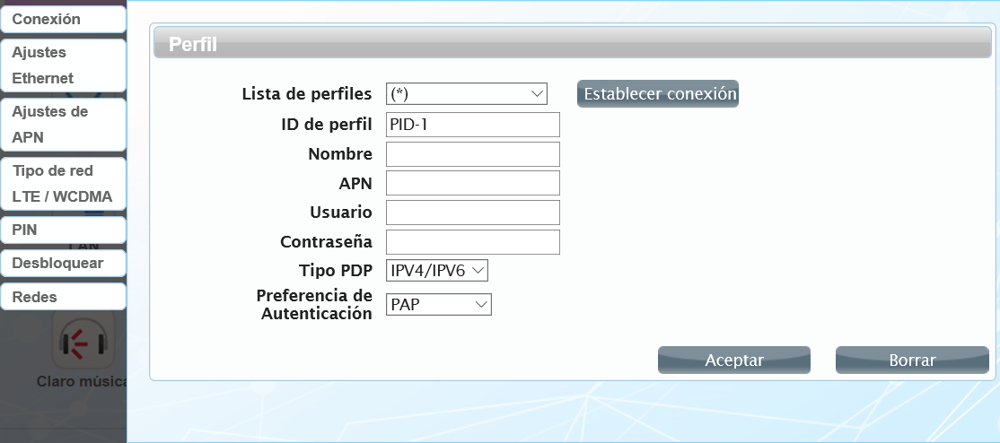 Conexión
Ajustes
Ethernet
Ajustes de
APN
Tipo de red
LTE / WCDMA
PIN
LAN
Desbloquear
Redes
Claro música
Perfil
Lista de perfiles (*) Establecer conexión
ID de perfil PID-1
Nombre
APN
Usuario
Contraseña
Tipo PDP IPV4/IPV6
Preferencia de
Autenticación PAP
Aceptar Borrar